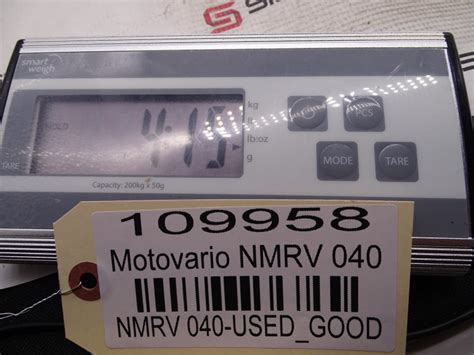 smart
weigh
HOLD
4:15
kg
lb:oz
g
TARE
PCS
MODE
TARE
Capacity: 200kg x 50g
109958
Motovario NMRV 040
NMRV 040-USED_GOOD